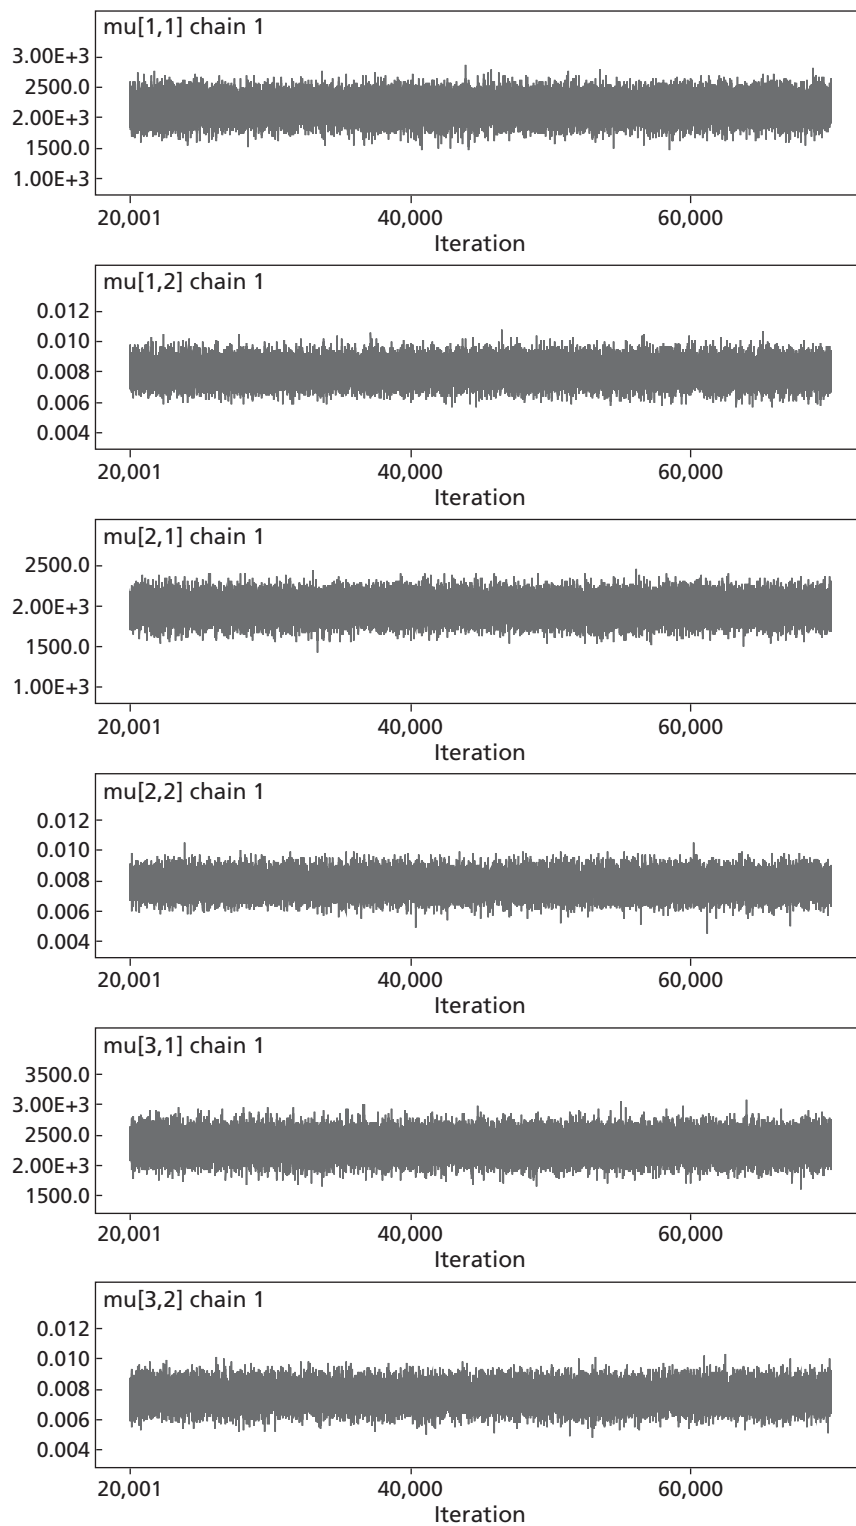 mu[1,1] chain 1
3.00E+3
2500.0
2.00E+3
1500.0
1.00E+3
20,001 40,000 60,000
Iteration
mu[1,2] chain 1
0.012
0.010
0.008
0.006
0.004
20,001 40,000 60,000
Iteration
mu[2,1] chain 1
2500.0
2.00E+3
1500.0
1.00E+3
20,001 40,000 60,000
Iteration
mu[2,2] chain 1
0.012
0.010
0.008
0.006
0.004
20,001 40,000 60,000
Iteration
mu[3,1] chain 1
3500.0
3.00E+3
2500.0
2.00E+3
1500.0
20,001 40,000 60,000
Iteration
mu[3,2] chain 1
0.012
0.010
0.008
0.006
0.004
20,001 40,000 60,000
Iteration